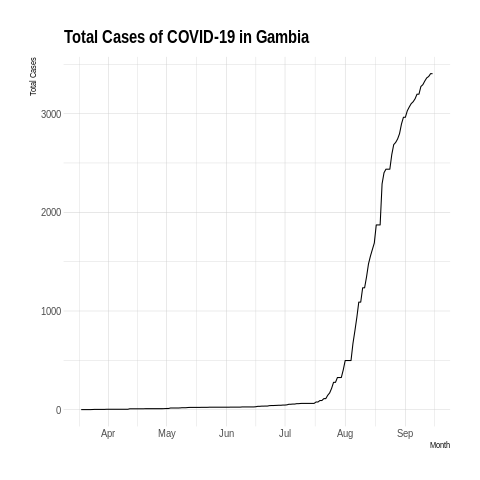 Total Cases of COVID-19 in Gambia
Total Cases
3000
2000
1000
0
Apr May Jun Jul Aug Sep
Month